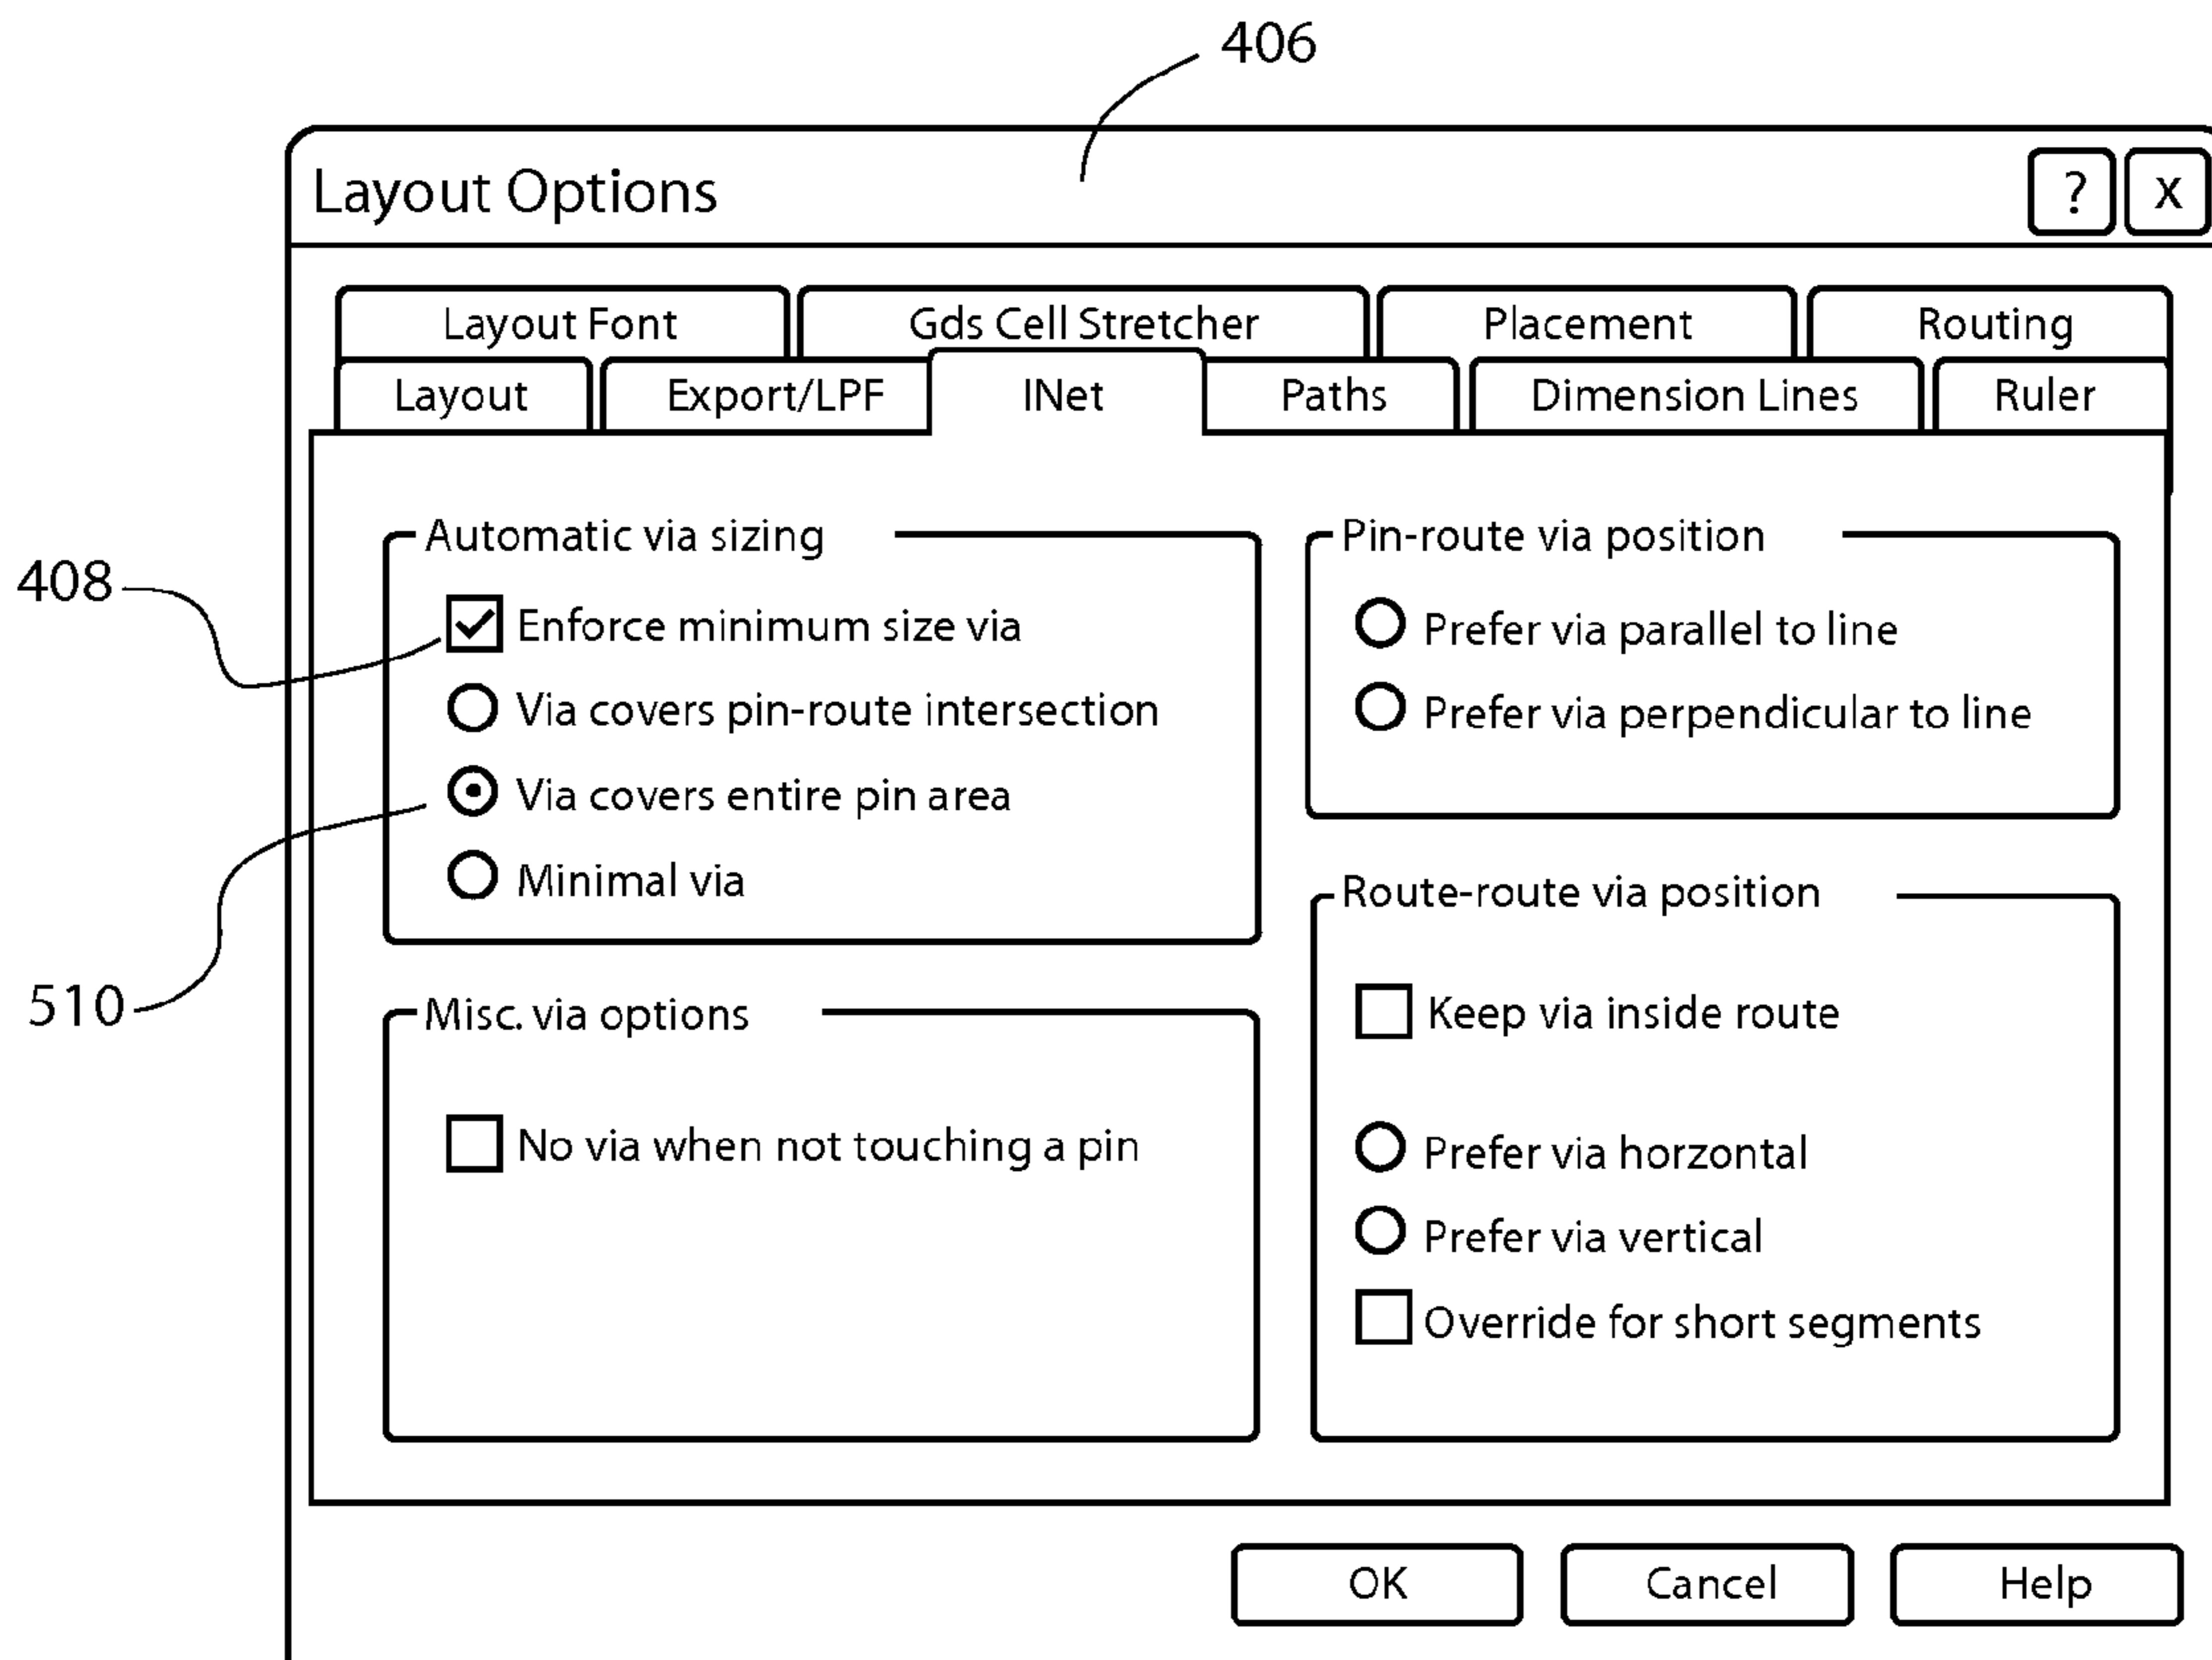 406
Layout Options
? x
Layout Font Gds Cell Stretcher Placement Routing
Layout Export/LPF INet Paths Dimension Lines Ruler
Automatic via sizing
408
Enforce minimum size via
Via covers pin-route intersection
Via covers entire pin area
Minimal via
510
Misc. via options
No via when not touching a pin
Pin-route via position
Prefer via parallel to line
Prefer via perpendicular to line
Route-route via position
Keep via inside route
Prefer via horzontal
Prefer via vertical
Override for short segments
OK Cancel Help